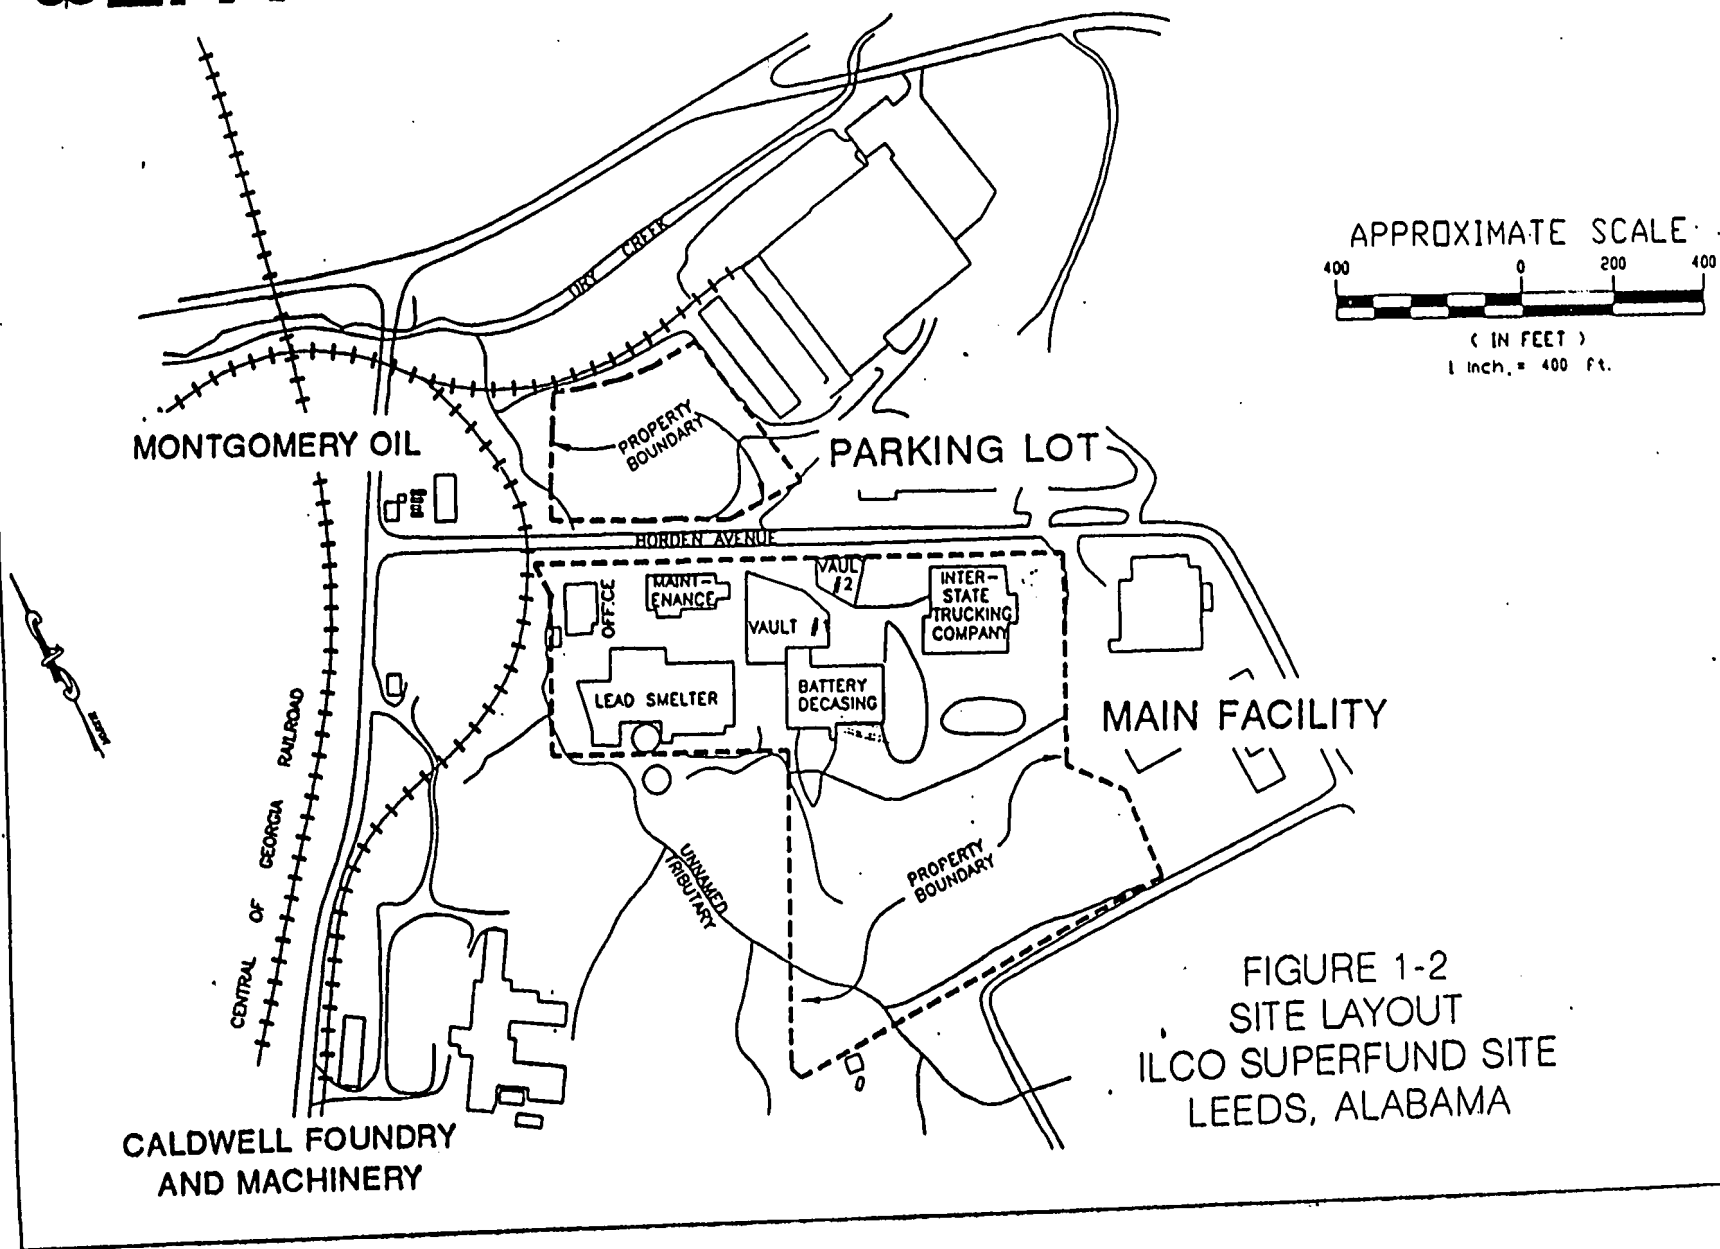 DRY CREEK
APPROXIMATE SCALE
400 0 200 400
( IN FEET )
1 inch. = 400 ft.
MONTGOMERY OIL
PROPERTY
BOUNDARY
PARKING LOT
BORDEN AVENUE
OFFICE
MAINT-
ENANCE
VAUL
#2
VAULT #1
INTER-
STATE
TRUCKING
COMPANY
LEAD SMELTER
BATTERY
DECASING
MAIN FACILITY
CENTRAL OF GEORGIA RAILROAD
UNNAMED
TRIBUTARY
PROPERTY
BOUNDARY
FIGURE 1-2
SITE LAYOUT
ILCO SUPERFUND SITE
LEEDS, ALABAMA
CALDWELL FOUNDRY
AND MACHINERY